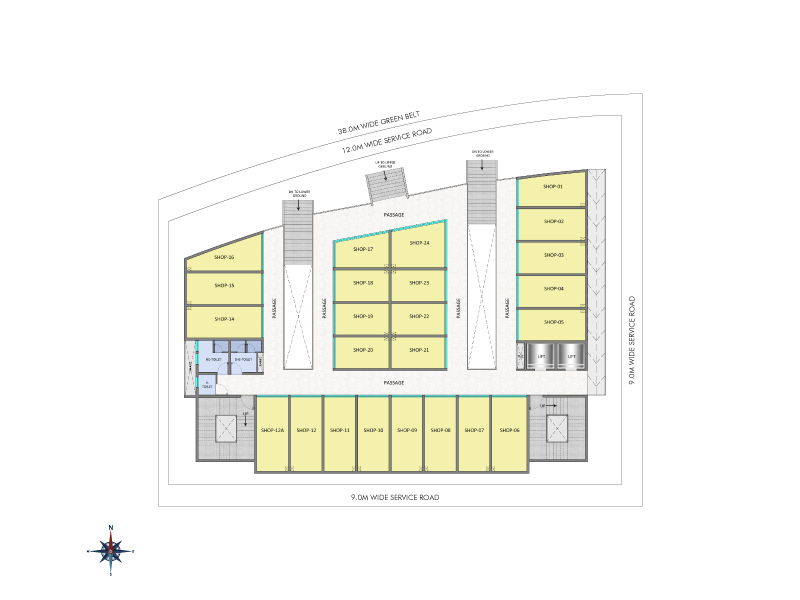 38.0M WIDE GREEN BELT
12.0M WIDE SERVICE ROAD
DN TO LOWER
GROUND
UP TO UPPER
GROUND
DN TO LOWER
GROUND
PASSAGE
SHOP-01
SHOP-02
SHOP-03
SHOP-04
SHOP-05
SHOP-16
SHOP-15
SHOP-14
SHOP-17
SHOP-24
SHOP-18
SHOP-23
SHOP-19
SHOP-22
SHOP-20
SHOP-21
PASSAGE
PASSAGE
PASSAGE
PASSAGE
LIFT
LIFT
SHE-TOILET
H-
TOILET
PASSAGE
UP
UP
SHOP-12A
SHOP-12
SHOP-11
SHOP-10
SHOP-09
SHOP-08
SHOP-07
SHOP-06
9.0M WIDE SERVICE ROAD
9.0M WIDE SERVICE ROAD
N